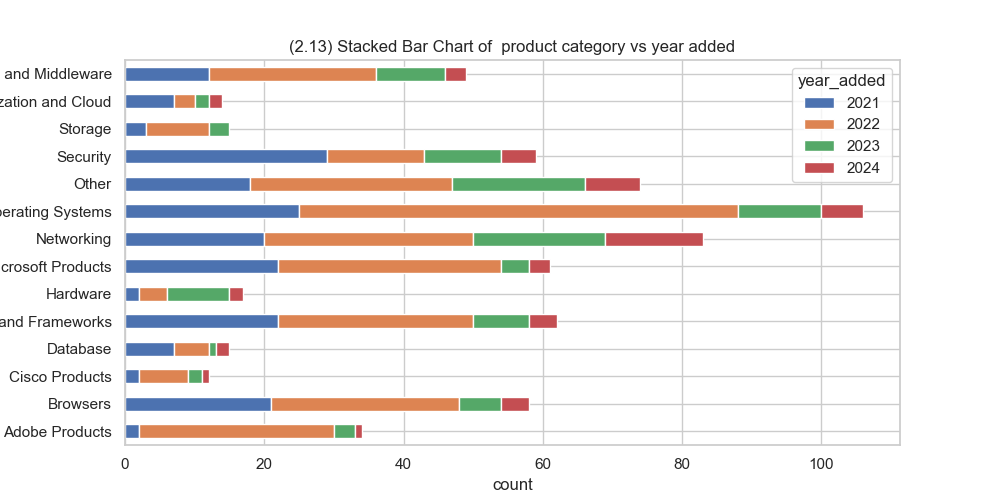 (2.13) Stacked Bar Chart of  product category vs year added
and Middleware
zation and Cloud
Storage
Security
Other
perating Systems
Networking
crosoft Products
Hardware
and Frameworks
Database
Cisco Products
Browsers
Adobe Products
year_added
2021
2022
2023
2024
0 20 40 60 80 100
count